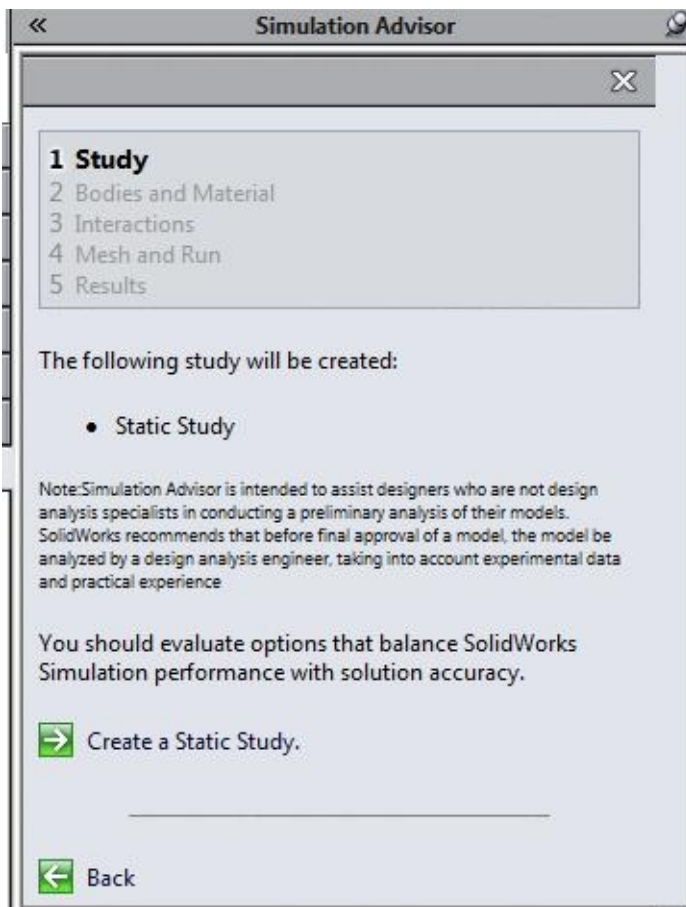 Simulation Advisor
1 Study
2 Bodies and Material
3 Interactions
4 Mesh and Run
5 Results
The following study will be created:
• Static Study
Note:Simulation Advisor is intended to assist designers who are not design
analysis specialists in conducting a preliminary analysis of their models.
SolidWorks recommends that before final approval of a model, the model be
analyzed by a design analysis engineer, taking into account experimental data
and practical experience
You should evaluate options that balance SolidWorks
Simulation performance with solution accuracy.
Create a Static Study.
Back